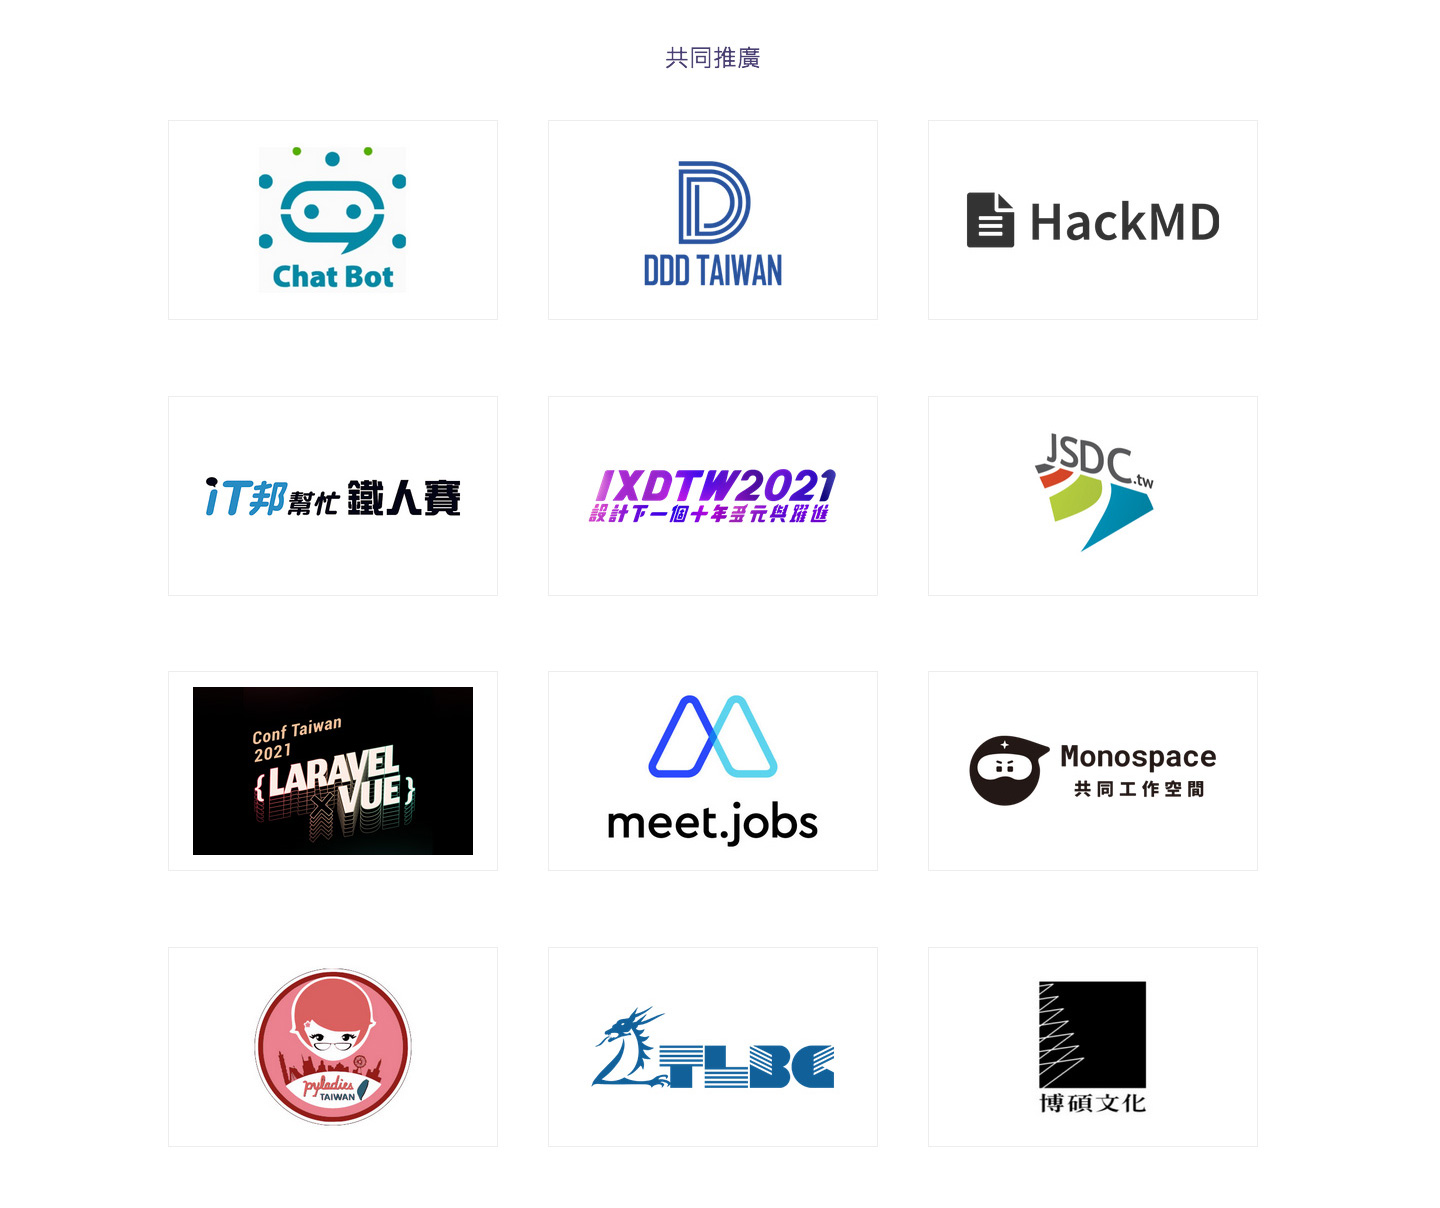 共同推廣
Chat Bot
DDD TAIWAN
HackMD
iT邦幫忙 鐵人賽
IXDTW2021
設計下一個十年多元與躍進
JSDC.tw
Conf Taiwan
2021
{LARAVEL
×VUE}
meet.jobs
Monospace
共同工作空間
pyladies
TAIWAN
TLBC
博碩文化